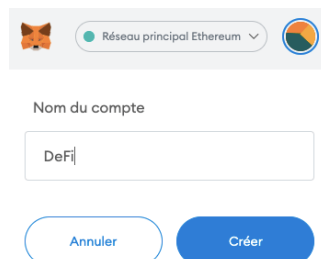 Réseau principal Ethereum
Nom du compte
DeFi
Annuler Créer